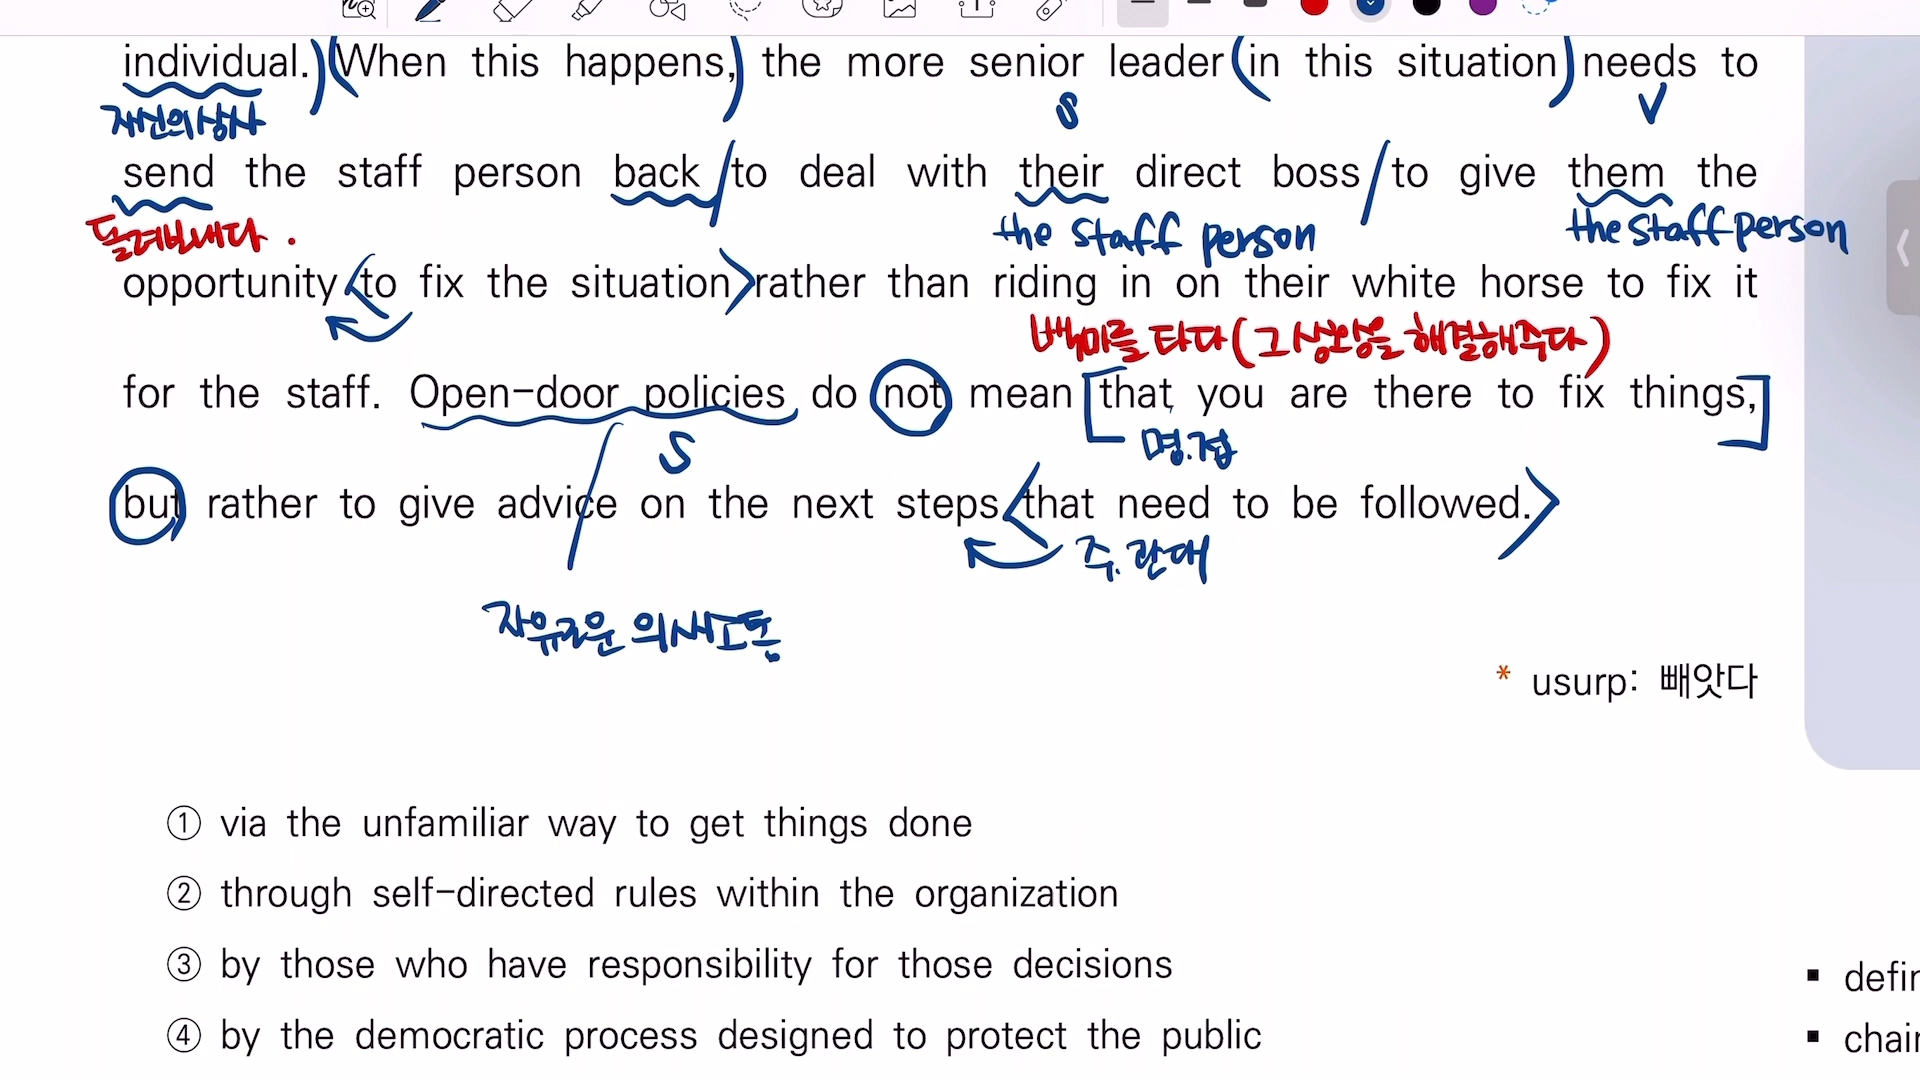 individual.) (When this happens,) the more senior leader (in this situation) needs to
자신의 상사 S V
send the staff person back / to deal with their direct boss / to give them the
돌려보내다. the staff person the staff person
opportunity <to fix the situation> rather than riding in on their white horse to fix it
백마를 타다 (그 상황을 해결해주다)
for the staff. Open-door policies do not mean [that you are there to fix things,]
S 명.접
but rather to give advice on the next steps <that need to be followed.>
주.관대
자유로운 의사소통
* usurp: 빼앗다
① via the unfamiliar way to get things done
② through self-directed rules within the organization
③ by those who have responsibility for those decisions
▪ defin
④ by the democratic process designed to protect the public
▪ chain